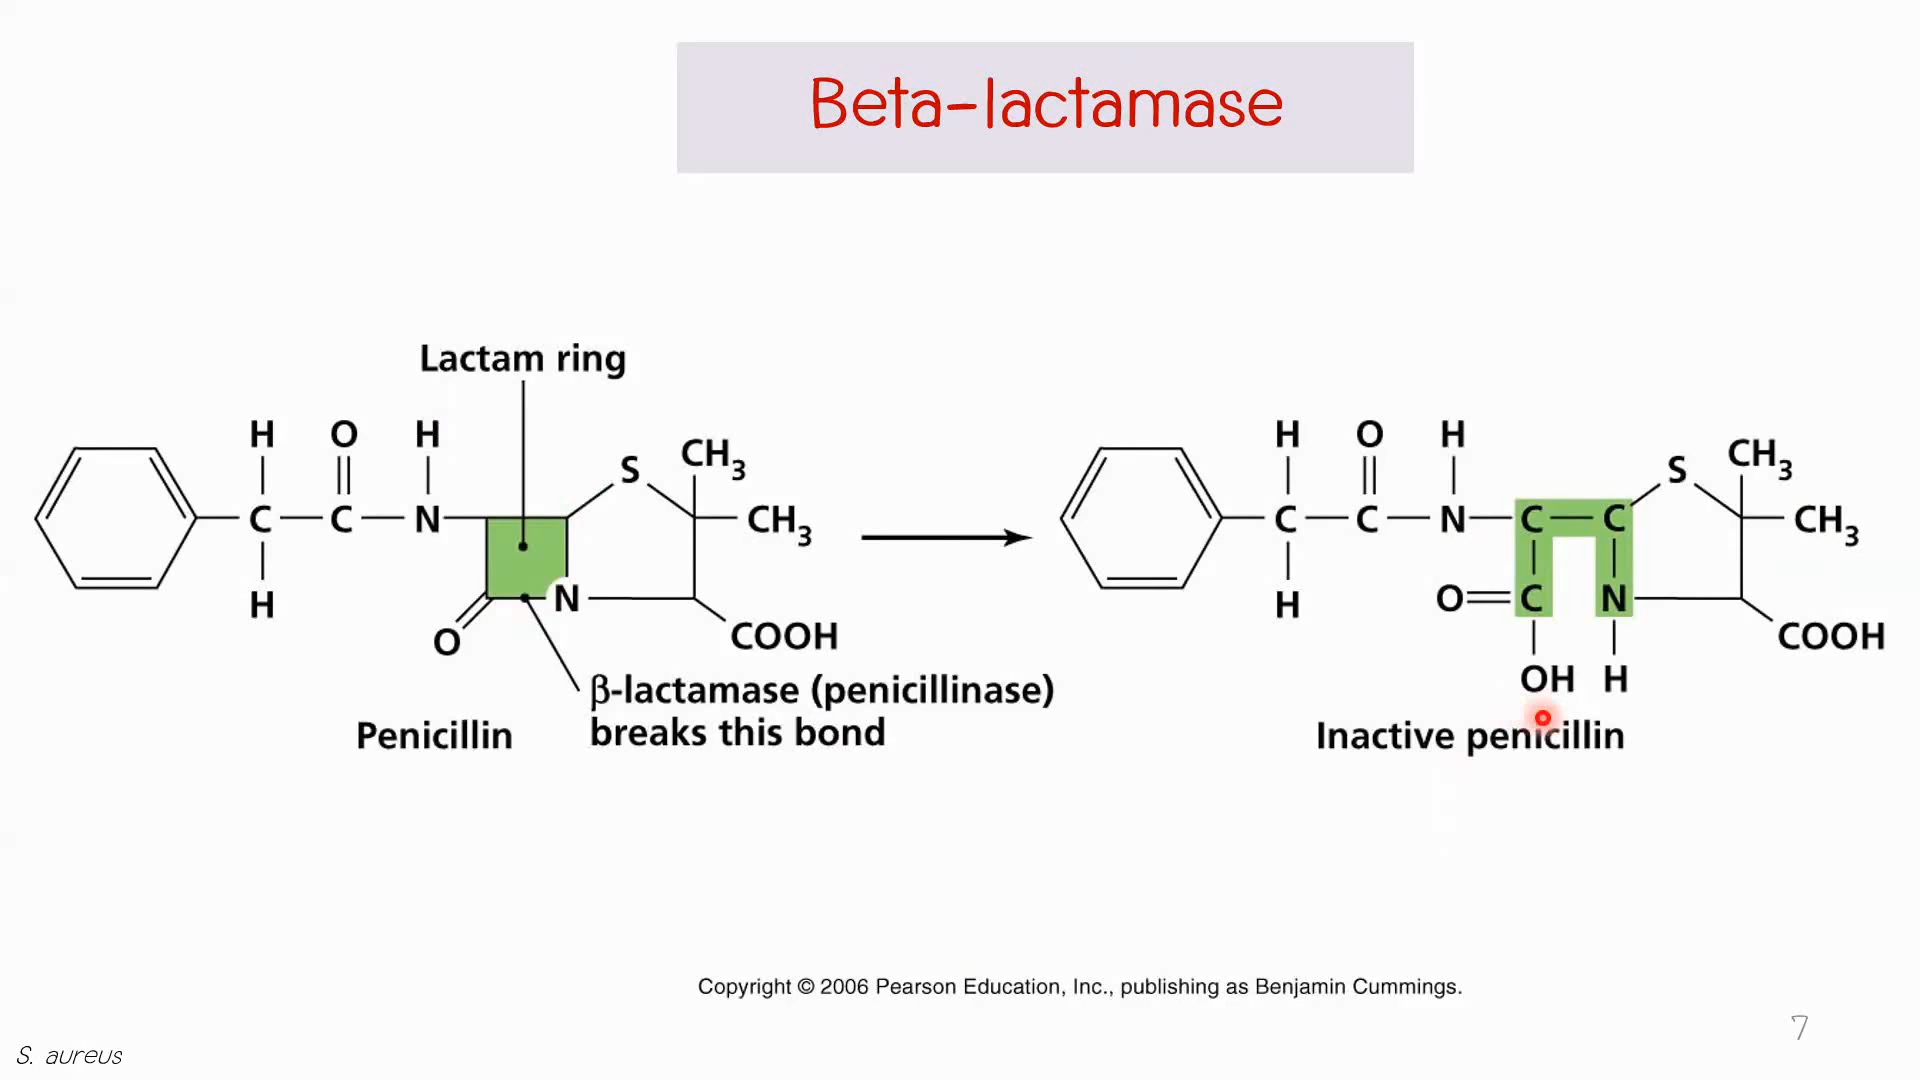 Beta-lactamase
Lactam ring
H O H
S CH3
C C N CH3
N
H O COOH
β-lactamase (penicillinase)
breaks this bond
Penicillin
H O H
S CH3
C C N C C CH3
H O C N
COOH
OH H
Inactive penicillin
Copyright © 2006 Pearson Education, Inc., publishing as Benjamin Cummings.
7
S. aureus